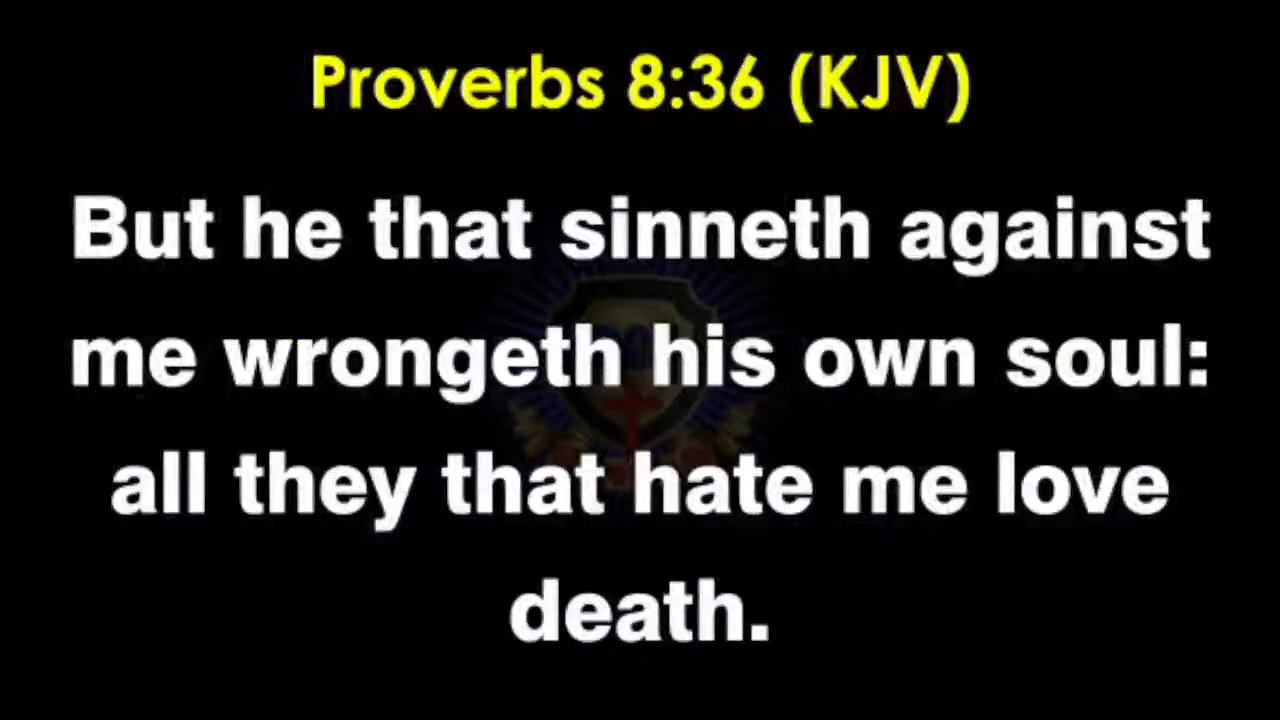 Proverbs 8:36 (KJV)
But he that sinneth against
me wrongeth his own soul:
all they that hate me love
death.